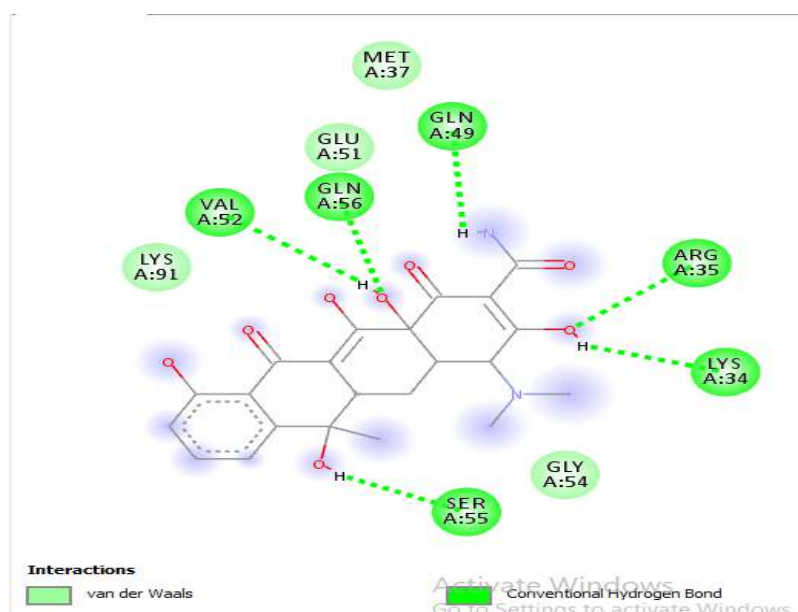 MET
A:37
GLN
A:49
GLU
A:51
GLN
A:56
VAL
A:52
LYS
A:91
H
N
H
O
O
O
O
O
O
O
H
ARG
A:35
LYS
A:34
N
O
H
GLY
A:54
SER
A:55
Interactions
van der Waals
Conventional Hydrogen Bond
Activate Windows
Go to Settings to activate Windows